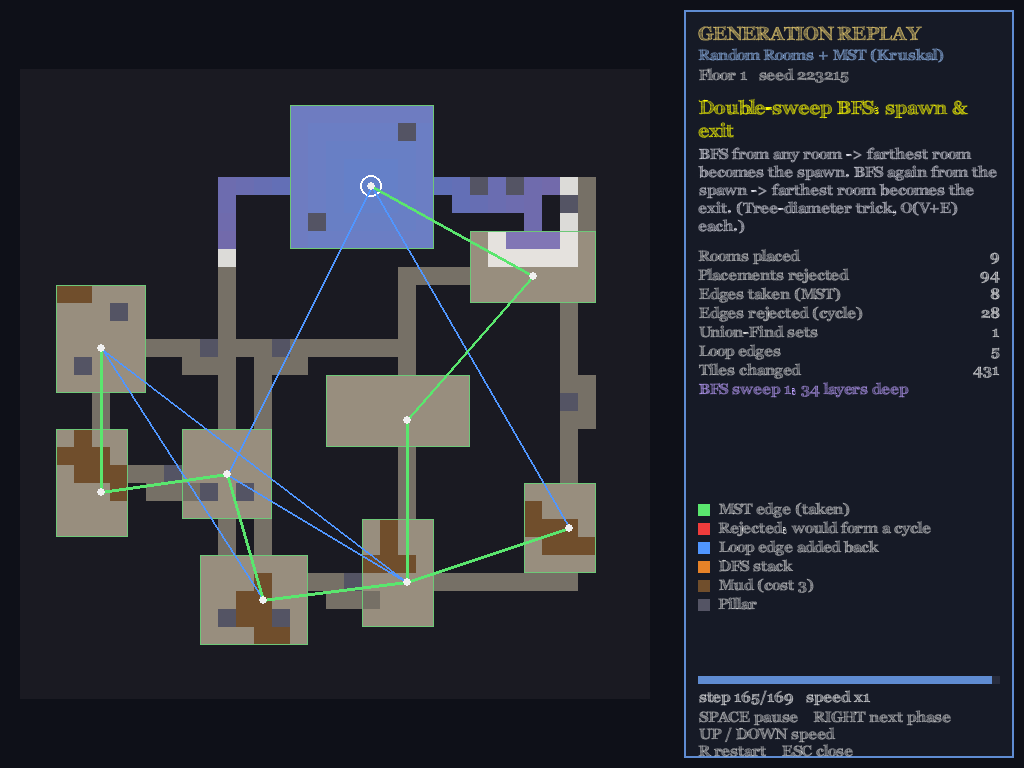 GENERATION REPLAY
Random Rooms + MST (Kruskal)
Floor 1 seed 223215
Double-sweep BFS: spawn &
exit
BFS from any room -> farthest room
becomes the spawn. BFS again from the
spawn -> farthest room becomes the
exit. (Tree-diameter trick, O(V+E)
each.)
Rooms placed 9
Placements rejected 94
Edges taken (MST) 8
Edges rejected (cycle) 28
Union-Find sets 1
Loop edges 5
Tiles changed 431
BFS sweep 1: 34 layers deep
MST edge (taken)
Rejected: would form a cycle
Loop edge added back
DFS stack
Mud (cost 3)
Pillar
step 165/169 speed x1
SPACE pause RIGHT next phase
UP / DOWN speed
R restart ESC close